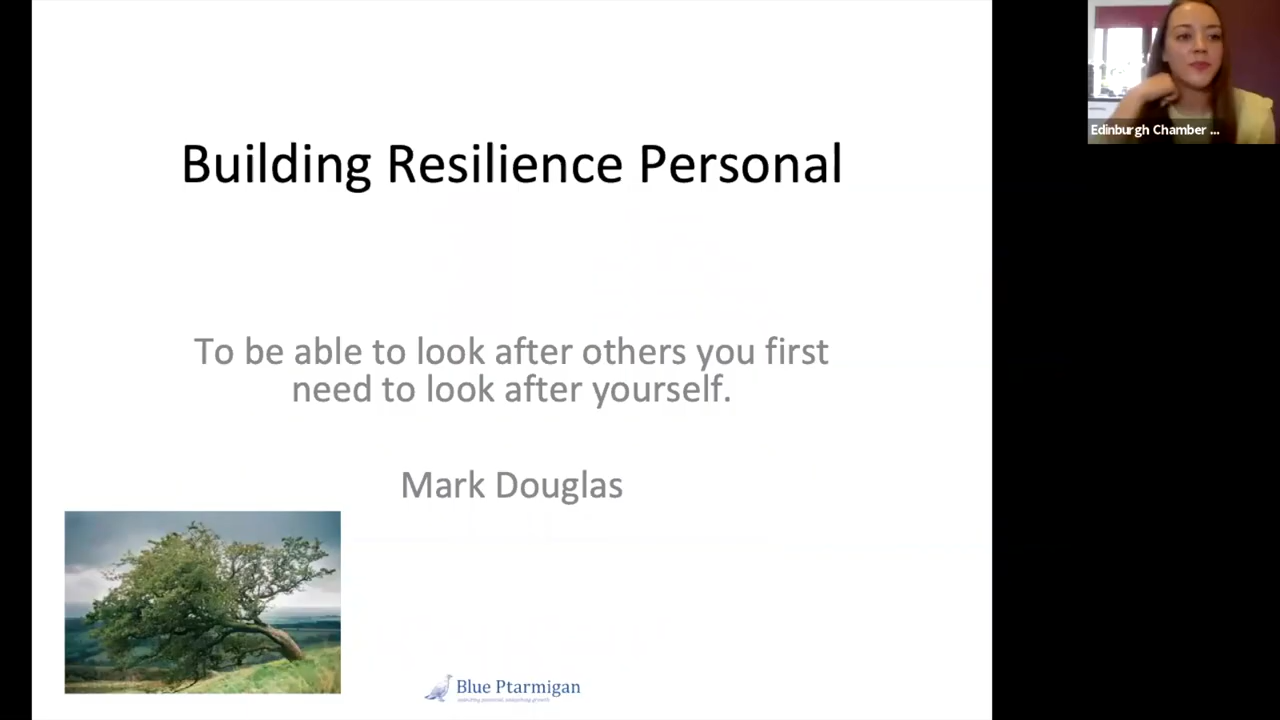 Building Resilience Personal
To be able to look after others you first
need to look after yourself.
Mark Douglas
Blue Ptarmigan
Edinburgh Chamber ...